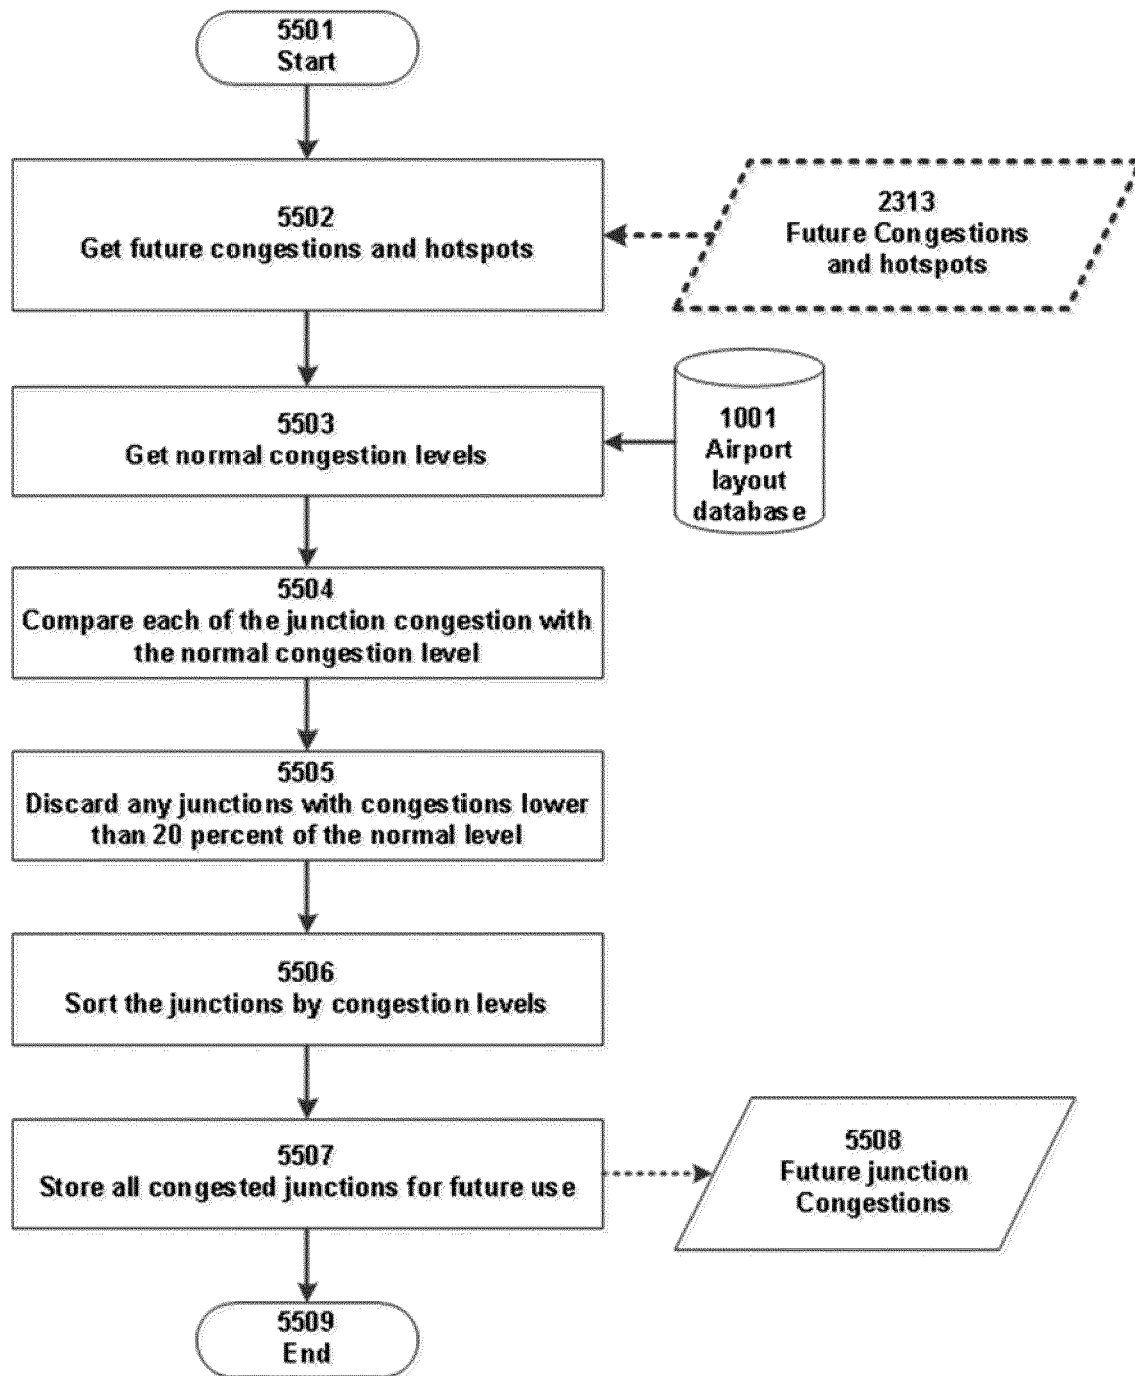 5501
Start
5502
Get future congestions and hotspots
2313
Future Congestions
and hotspots
5503
Get normal congestion levels
1001
Airport
layout
database
5504
Compare each of the junction congestion with
the normal congestion level
5505
Discard any junctions with congestions lower
than 20 percent of the normal level
5506
Sort the junctions by congestion levels
5507
Store all congested junctions for future use
5508
Future junction
Congestions
5509
End